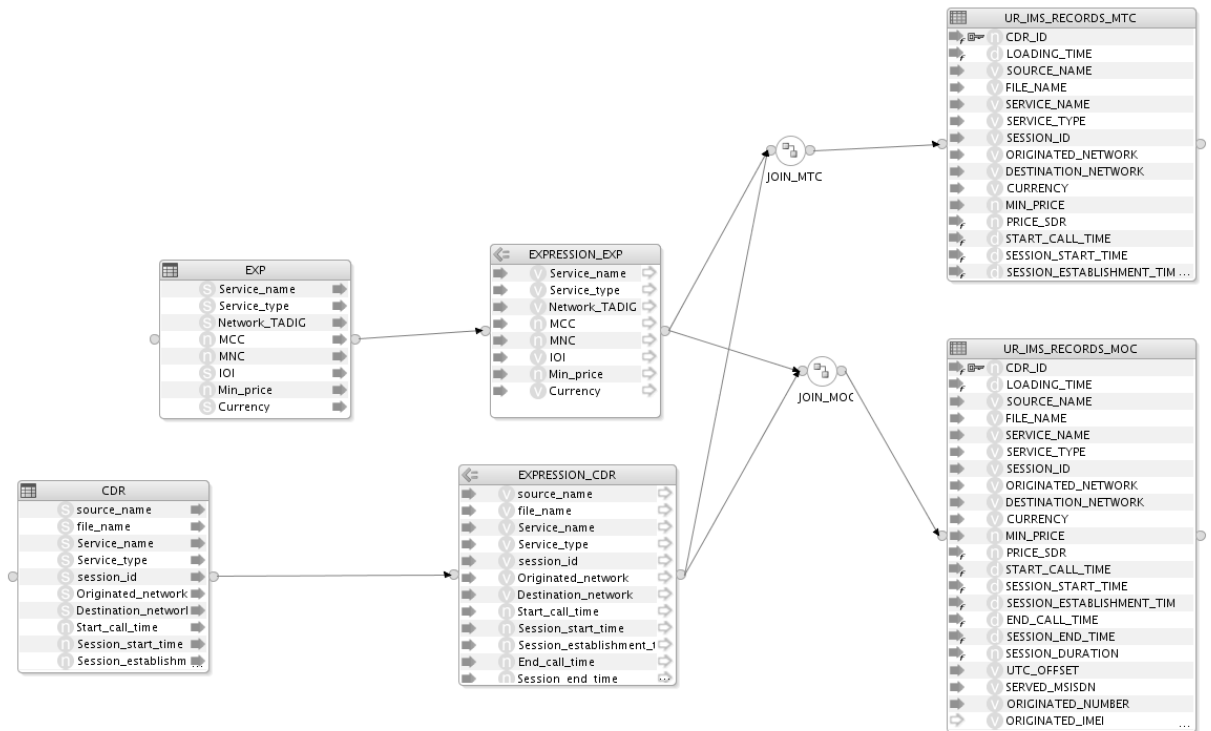 UR_IMS_RECORDS_MTC
CDR_ID
LOADING_TIME
SOURCE_NAME
FILE_NAME
SERVICE_NAME
SERVICE_TYPE
SESSION_ID
ORIGINATED_NETWORK
DESTINATION_NETWORK
CURRENCY
MIN_PRICE
PRICE_SDR
START_CALL_TIME
SESSION_START_TIME
SESSION_ESTABLISHMENT_TIM ...
JOIN_MTC
EXPRESSION_EXP
Service_name
Service_type
Network_TADIG
MCC
MNC
IOI
Min_price
Currency
EXP
Service_name
Service_type
Network_TADIG
MCC
MNC
IOI
Min_price
Currency
JOIN_MOC
UR_IMS_RECORDS_MOC
CDR_ID
LOADING_TIME
SOURCE_NAME
FILE_NAME
SERVICE_NAME
SERVICE_TYPE
SESSION_ID
ORIGINATED_NETWORK
DESTINATION_NETWORK
CURRENCY
MIN_PRICE
PRICE_SDR
START_CALL_TIME
SESSION_START_TIME
SESSION_ESTABLISHMENT_TIM
END_CALL_TIME
SESSION_END_TIME
SESSION_DURATION
UTC_OFFSET
SERVED_MSISDN
ORIGINATED_NUMBER
ORIGINATED_IMEI ...
CDR
source_name
file_name
Service_name
Service_type
session_id
Originated_network
Destination_networl
Start_call_time
Session_start_time
Session_establishm ...
EXPRESSION_CDR
source_name
file_name
Service_name
Service_type
session_id
Originated_network
Destination_network
Start_call_time
Session_start_time
Session_establishment_t
End_call_time
Session_end_time ...